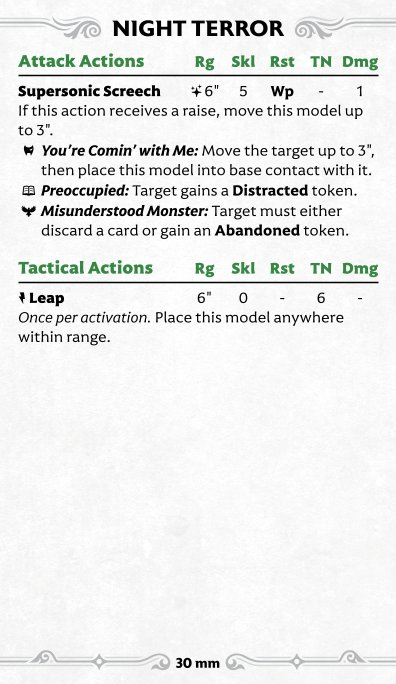 NIGHT TERROR
Attack Actions Rg Skl Rst TN Dmg
Supersonic Screech 6" 5 Wp - 1
If this action receives a raise, move this model up
to 3".
You're Comin' with Me: Move the target up to 3",
then place this model into base contact with it.
Preoccupied: Target gains a Distracted token.
Misunderstood Monster: Target must either
discard a card or gain an Abandoned token.
Tactical Actions Rg Skl Rst TN Dmg
Leap 6" 0 - 6 -
Once per activation. Place this model anywhere
within range.
30 mm